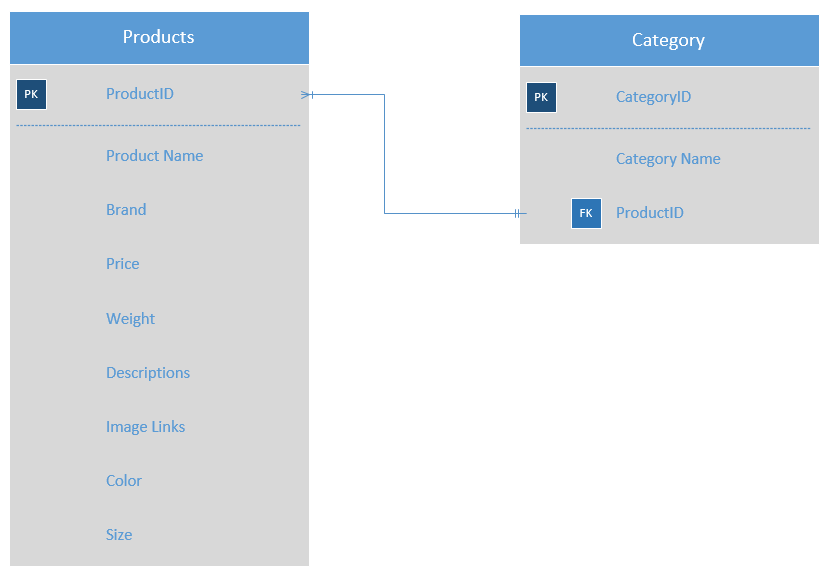 Products
PK ProductID
Product Name
Brand
Price
Weight
Descriptions
Image Links
Color
Size
Category
PK CategoryID
Category Name
FK ProductID